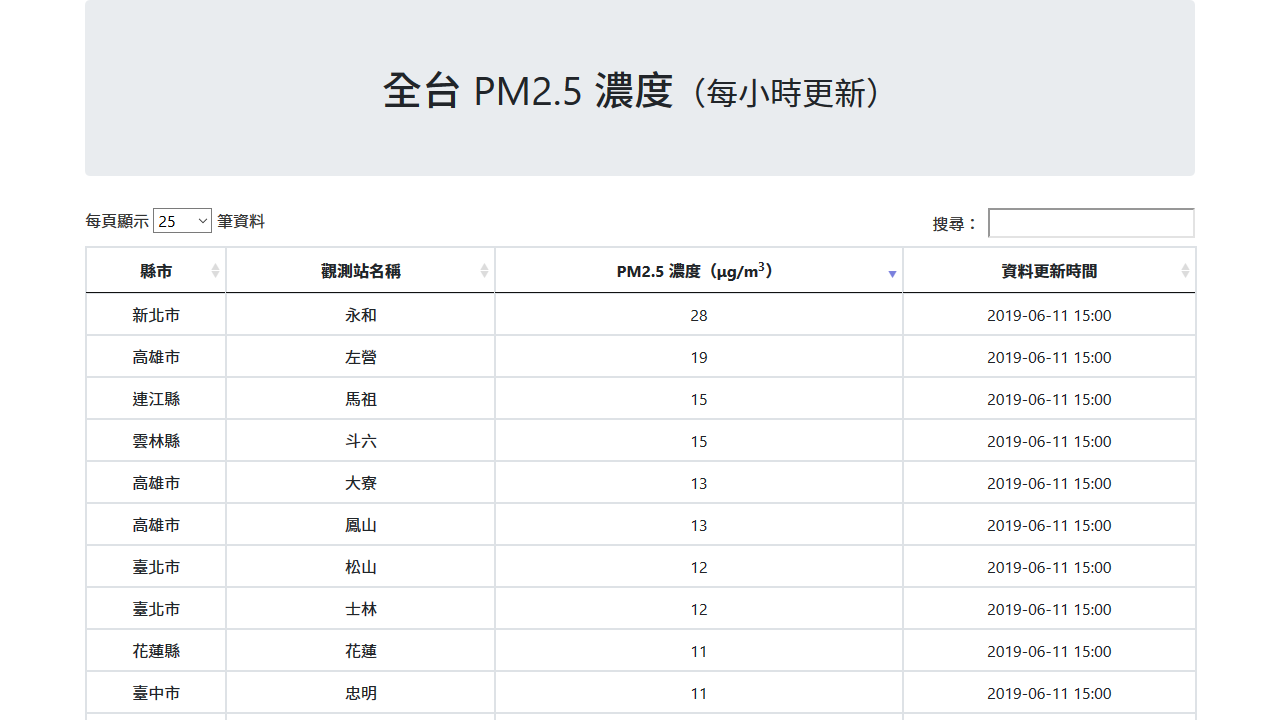 全台 PM2.5 濃度（每小時更新）
每頁顯示 25 筆資料 搜尋：
縣市 觀測站名稱 PM2.5 濃度（μg/m³） 資料更新時間
新北市 永和 28 2019-06-11 15:00
高雄市 左營 19 2019-06-11 15:00
連江縣 馬祖 15 2019-06-11 15:00
雲林縣 斗六 15 2019-06-11 15:00
高雄市 大寮 13 2019-06-11 15:00
高雄市 鳳山 13 2019-06-11 15:00
臺北市 松山 12 2019-06-11 15:00
臺北市 士林 12 2019-06-11 15:00
花蓮縣 花蓮 11 2019-06-11 15:00
臺中市 忠明 11 2019-06-11 15:00